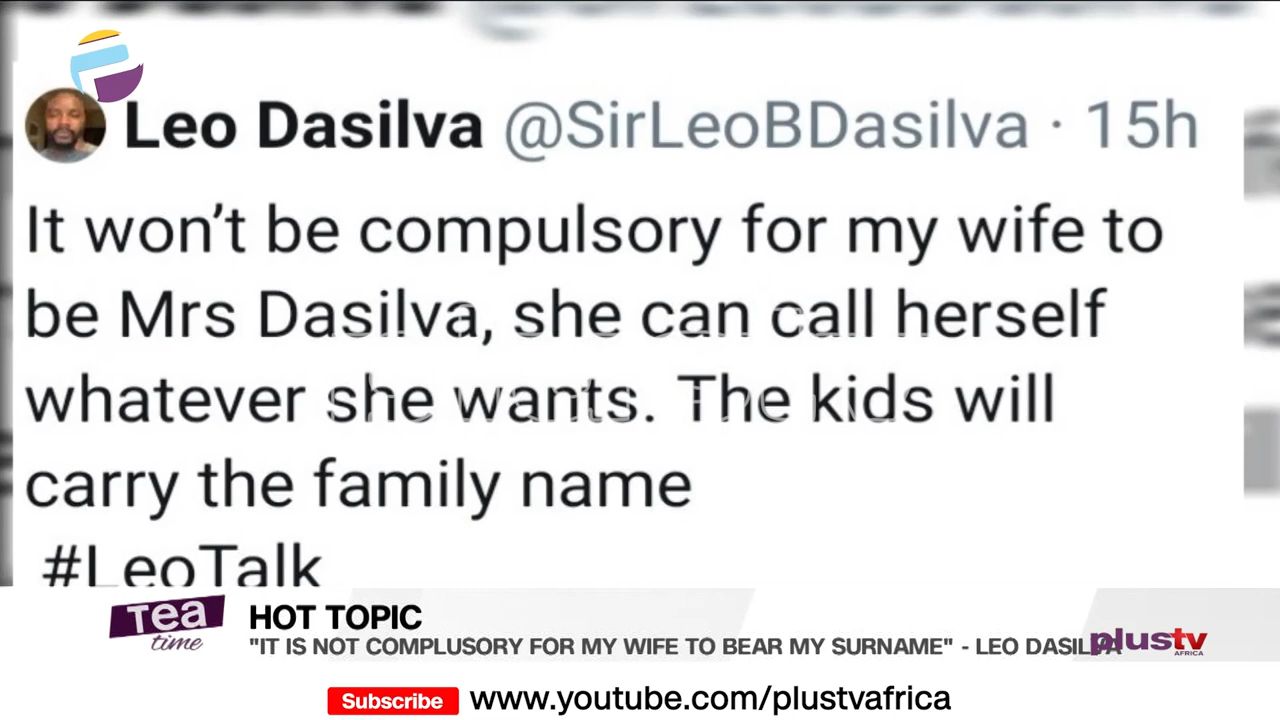 Leo Dasilva @SirLeoBDasilva · 15h
It won't be compulsory for my wife to
be Mrs Dasilva, she can call herself
whatever she wants. The kids will
carry the family name
#LeoTalk
Tea
time
HOT TOPIC
"IT IS NOT COMPLUSORY FOR MY WIFE TO BEAR MY SURNAME" - LEO DASILVA
plustv
AFRICA
Subscribe www.youtube.com/plustvafrica